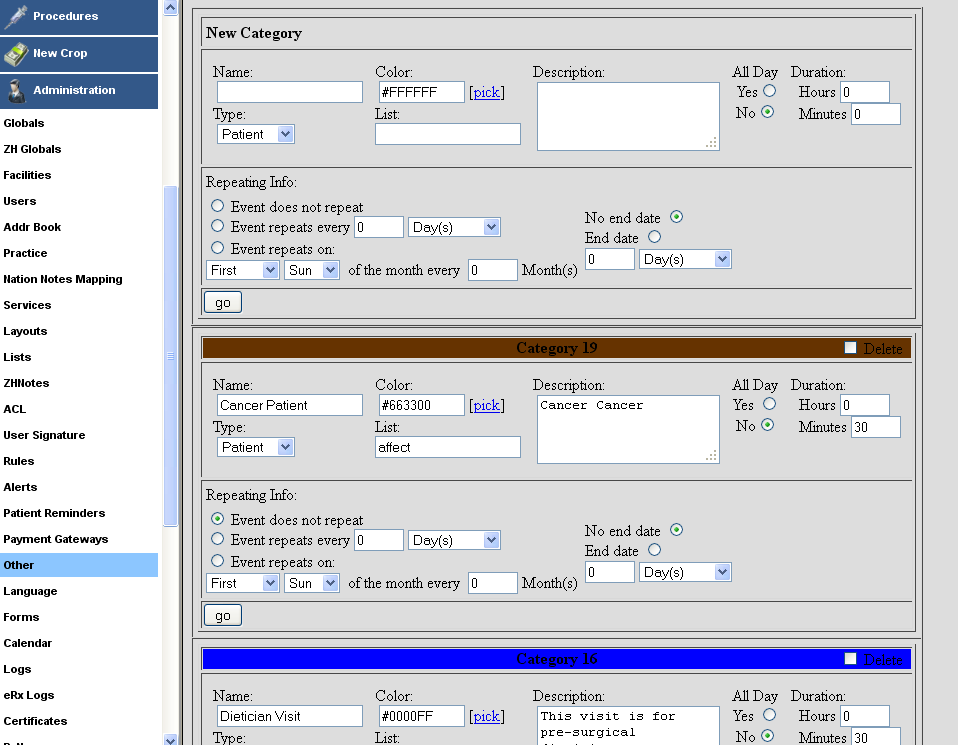 Procedures
New Crop
Administration
Globals
ZH Globals
Facilities
Users
Addr Book
Practice
Nation Notes Mapping
Services
Layouts
Lists
ZHNotes
ACL
User Signature
Rules
Alerts
Patient Reminders
Payment Gateways
Other
Language
Forms
Calendar
Logs
eRx Logs
Certificates
New Category
Name: Color: Description: All Day Duration:
#FFFFFF [pick] Yes Hours 0
Type: List: No Minutes 0
Patient
Repeating Info:
Event does not repeat
No end date
Event repeats every 0 Day(s)
End date
Event repeats on:
0 Day(s)
First Sun of the month every 0 Month(s)
go
Category 19 Delete
Name: Color: Description: All Day Duration:
Cancer Patient #663300 [pick] Cancer Cancer Yes Hours 0
Type: List: No Minutes 30
Patient affect
Repeating Info:
Event does not repeat
No end date
Event repeats every 0 Day(s)
End date
Event repeats on:
0 Day(s)
First Sun of the month every 0 Month(s)
go
Category 16 Delete
Name: Color: Description: All Day Duration:
Dietician Visit #0000FF [pick] This visit is for Yes Hours 0
pre-surgical
Type: List: No Minutes 30